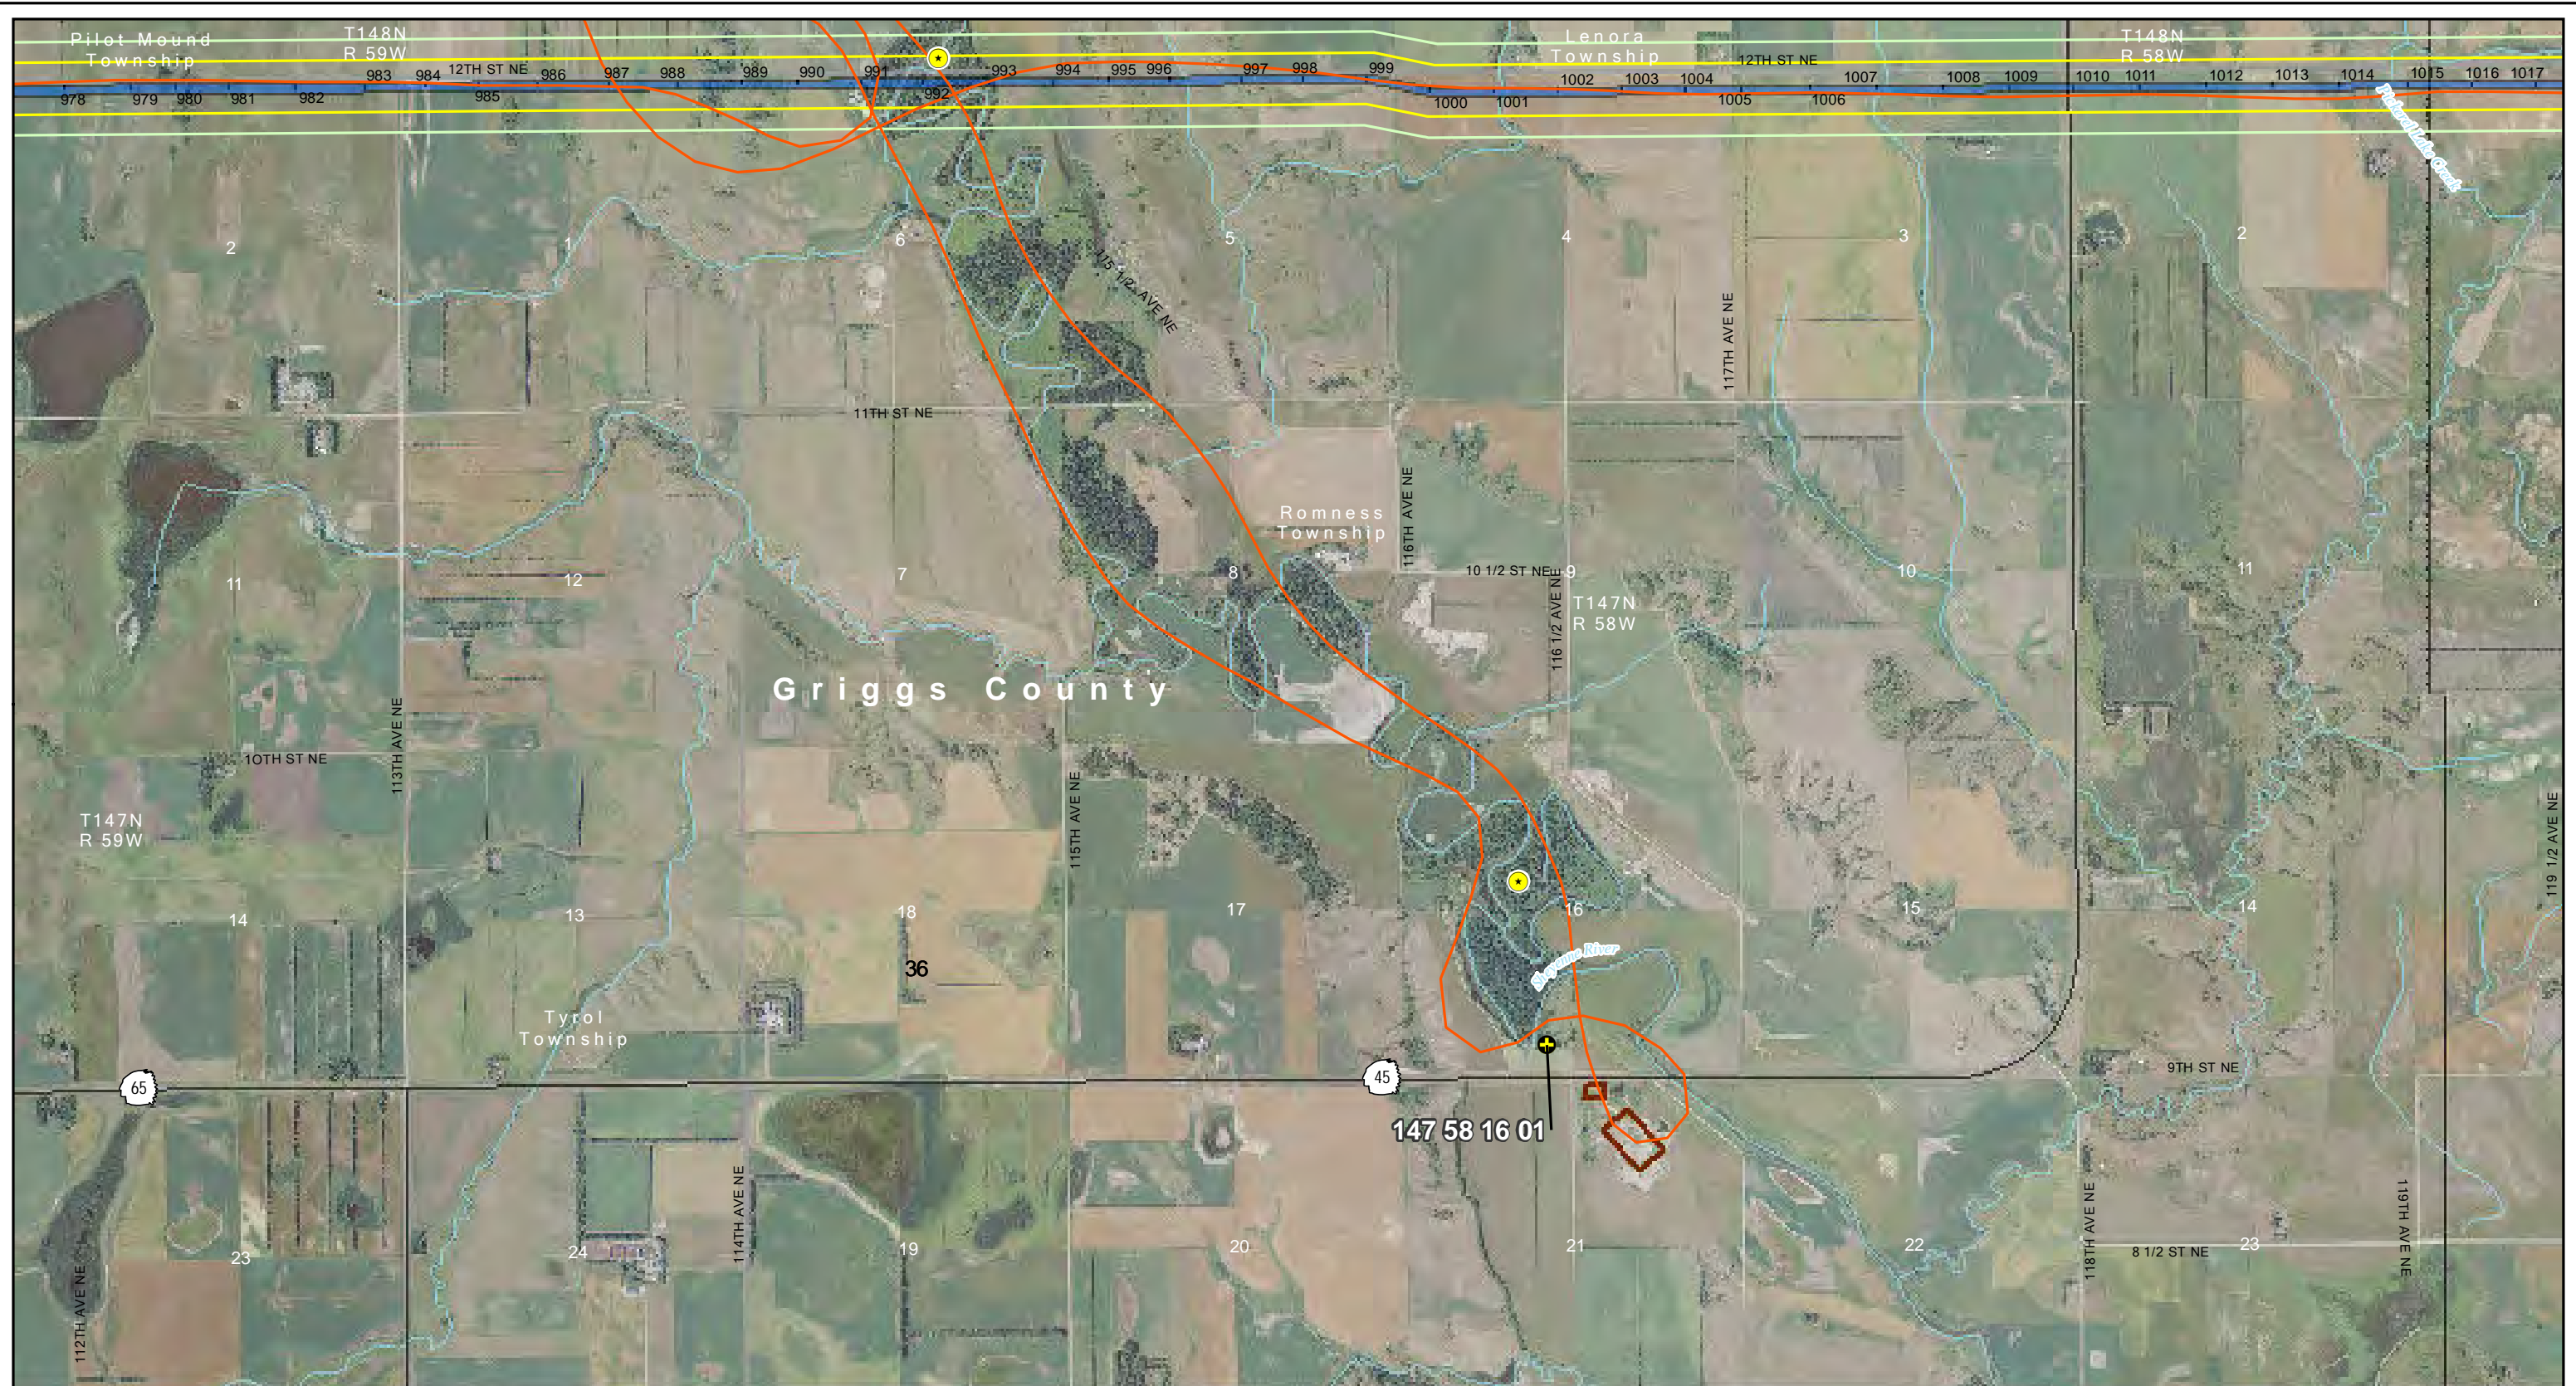 Pilot Mound
Township
T148N
R 59W
Lenora
Township
T148N
R 58W
12TH ST NE
12TH ST NE
983 984 986 987 988 989 990 991 993 994 995 996 997 998 999 1002 1003 1004 1007 1008 1009 1010 1011 1012 1013 1014 1015 1016 1017
978 979 980 981 982 985 992 1000 1001 1005 1006
Pickerel Lake Creek
2 1 6 5 4 3 2
115 1/2 AVE NE
117TH AVE NE
11TH ST NE
116TH AVE NE
Romness
Township
11 12 7 8 9 10 11
10 1/2 ST NE
116 1/2 AVE NE
T147N
R 58W
Griggs County
113TH AVE NE
10TH ST NE
115TH AVE NE
T147N
R 59W
119 1/2 AVE NE
14 13 18 17 16 15 14
36
Sheyenne River
Tyrol
Township
65
45
9TH ST NE
147 58 16 01
114TH AVE NE
118TH AVE NE
119TH AVE NE
23 24 19 20 21 22 23
8 1/2 ST NE
112TH AVE NE